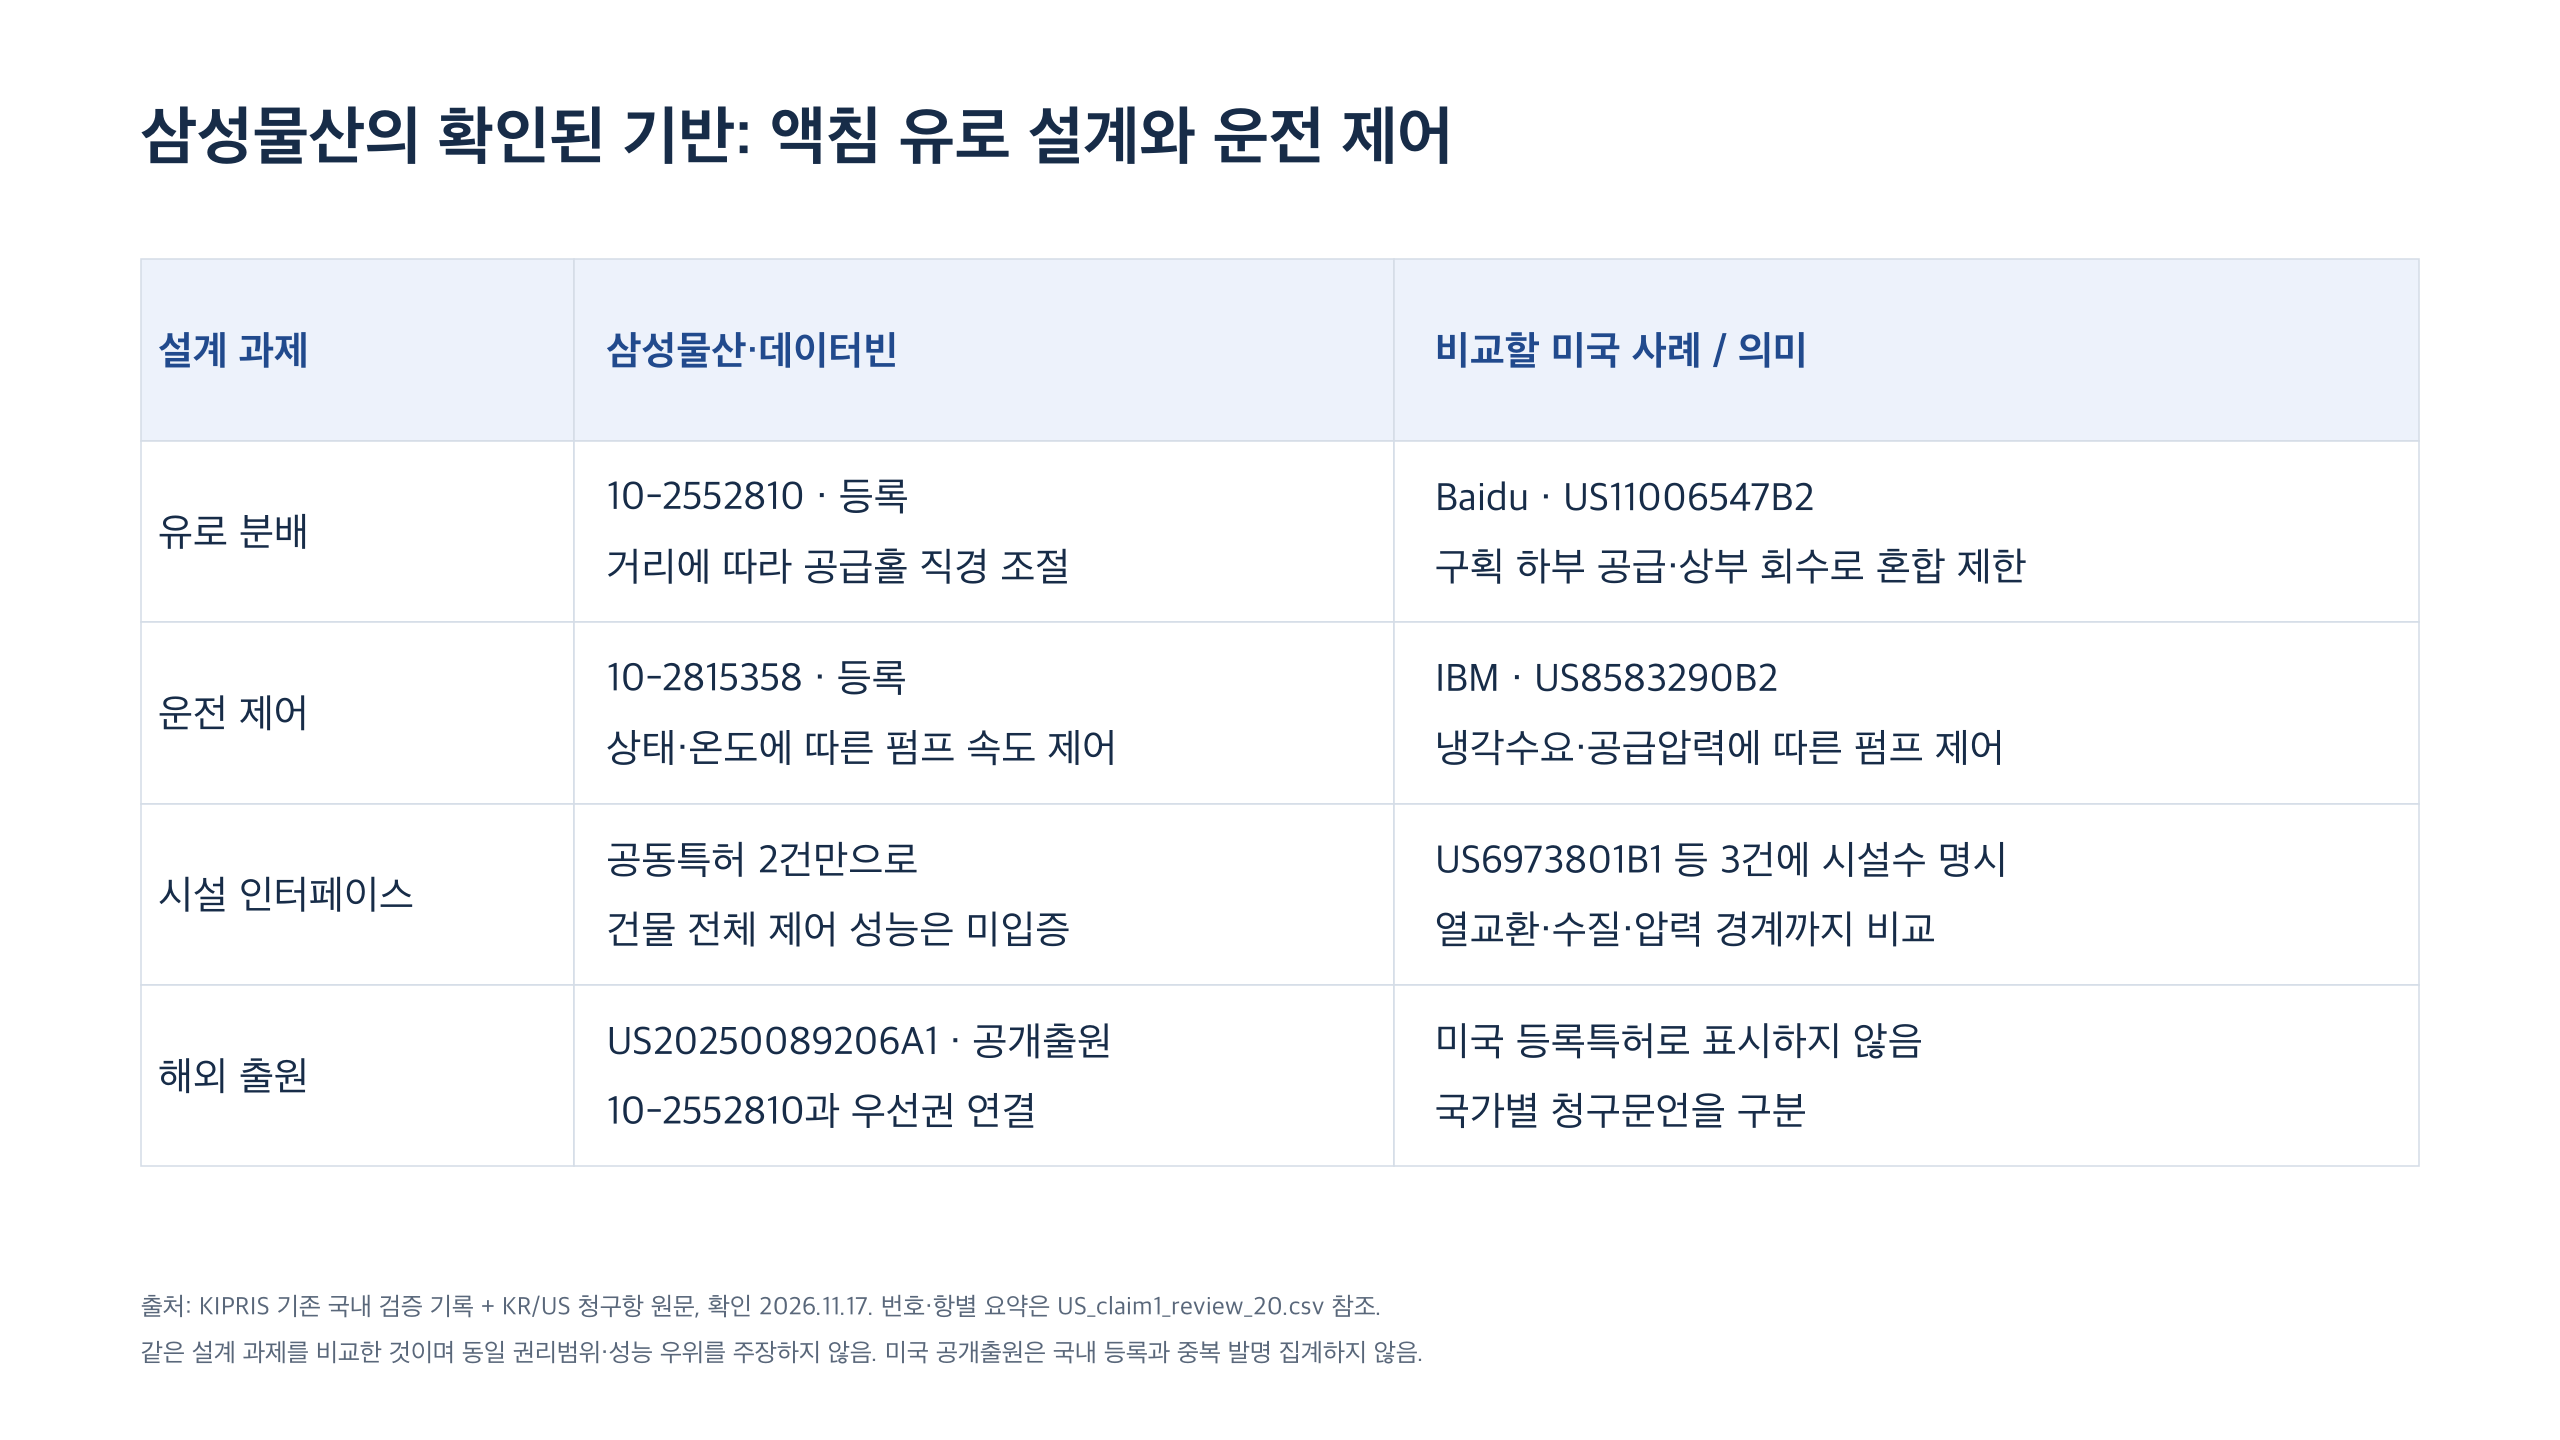 삼성물산의 확인된 기반: 액침 유로 설계와 운전 제어
설계 과제
삼성물산·데이터빈
비교할 미국 사례 / 의미
유로 분배
10-2552810 · 등록
거리에 따라 공급홀 직경 조절
Baidu · US11006547B2
구획 하부 공급·상부 회수로 혼합 제한
운전 제어
10-2815358 · 등록
상태·온도에 따른 펌프 속도 제어
IBM · US8583290B2
냉각수요·공급압력에 따른 펌프 제어
시설 인터페이스
공동특허 2건만으로
건물 전체 제어 성능은 미입증
US6973801B1 등 3건에 시설수 명시
열교환·수질·압력 경계까지 비교
해외 출원
US20250089206A1 · 공개출원
10-2552810과 우선권 연결
미국 등록특허로 표시하지 않음
국가별 청구문언을 구분
출처: KIPRIS 기존 국내 검증 기록 + KR/US 청구항 원문, 확인 2026.11.17. 번호·항별 요약은 US_claim1_review_20.csv 참조.
같은 설계 과제를 비교한 것이며 동일 권리범위·성능 우위를 주장하지 않음. 미국 공개출원은 국내 등록과 중복 발명 집계하지 않음.